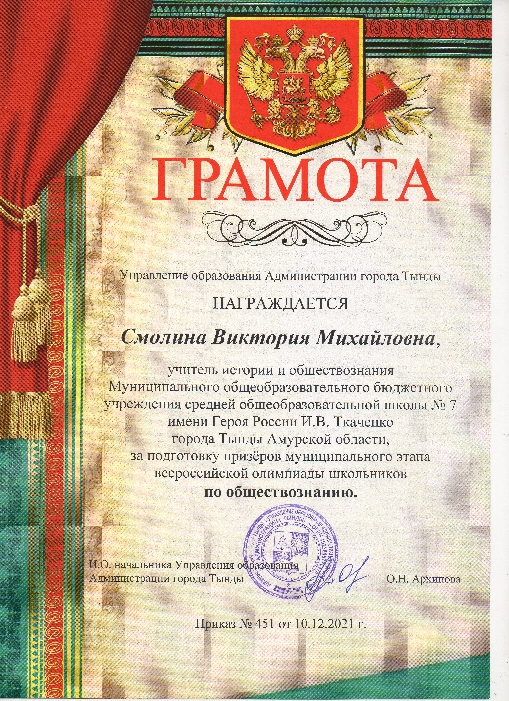 ГРАМОТА
Управление образования Администрации города Тынды
НАГРАЖДАЕТСЯ
Смолина Виктория Михайловна,
учитель истории и обществознания
Муниципального общеобразовательного бюджетного
учреждения средней общеобразовательной школы № 7
имени Героя России И.В. Ткаченко
города Тынды Амурской области,
за подготовку призёров муниципального этапа
всероссийской олимпиады школьников
по обществознанию.
И.О. начальника Управления образования
Администрации города Тынды О.Н. Архипова
Приказ № 451 от 10.12.2021 г.